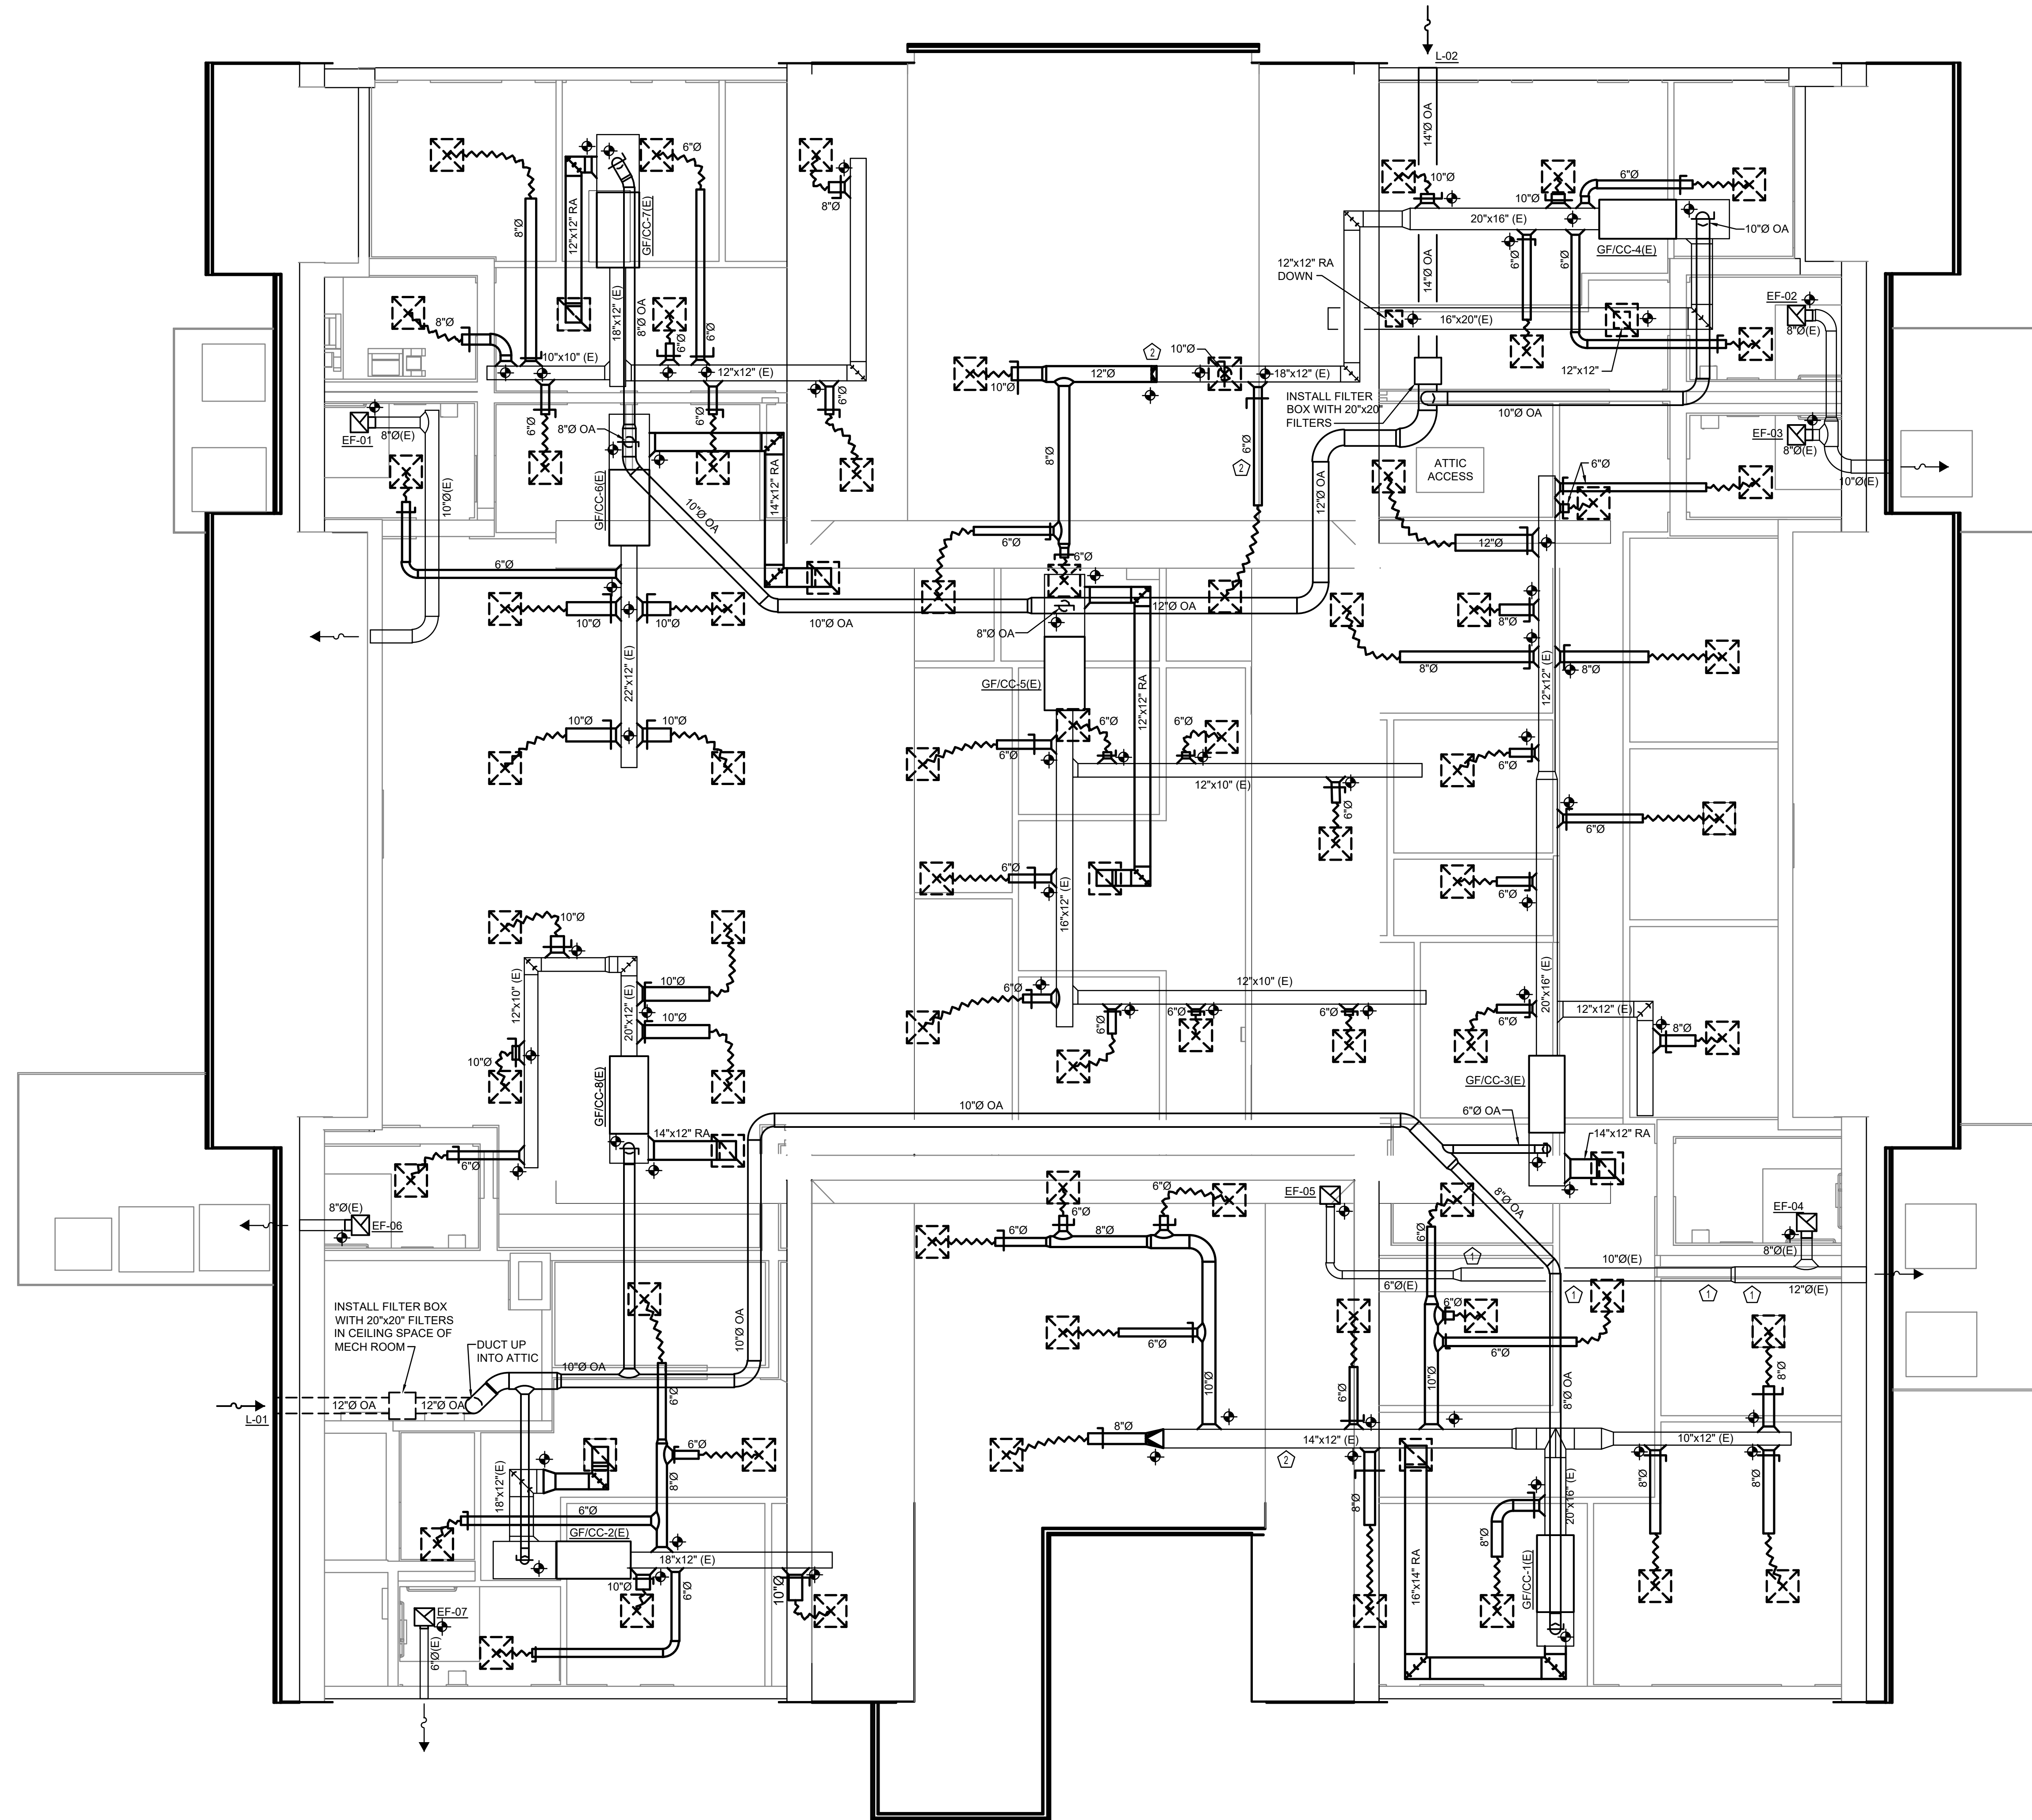 L-02
14"Ø OA
6"Ø
8"Ø
12"x12" RA
GF/CC-7(E)
8"Ø
10"Ø
10"Ø
6"Ø
20"x16" (E)
10"Ø OA
GF/CC-4(E)
8"Ø
18"x12" (E)
8"Ø OA
6"Ø
6"Ø
14"Ø OA
6"Ø
6"Ø
12"x12" RA
DOWN
16"x20"(E)
EF-02
8"Ø(E)
10"x10" (E)
12"x12" (E)
2
10"Ø
10"Ø
12"Ø
18"x12" (E)
12"x12"
INSTALL FILTER
BOX WITH 20"x20"
FILTERS
10"Ø OA
6"Ø
6"Ø
EF-01
8"Ø(E)
8"Ø OA
EF-03
8"Ø(E)
10"Ø(E)
10"Ø(E)
GF/CC-6(E)
14"x12" RA
8"Ø
6"Ø
2
12"Ø OA
ATTIC
ACCESS
6"Ø
10"Ø OA
6"Ø
6"Ø
12"Ø
6"Ø
10"Ø
10"Ø
10"Ø OA
8"Ø OA
12"Ø OA
8"Ø
22"x12" (E)
GF/CC-5(E)
12"x12" RA
8"Ø
8"Ø
12"x12" (E)
10"Ø
10"Ø
6"Ø
6"Ø
6"Ø
6"Ø
12"x10" (E)
6"Ø
6"Ø
6"Ø
6"Ø
16"x12" (E)
10"Ø
12"x10" (E)
10"Ø
20"x12" (E)
10"Ø
10"Ø
6"Ø
12"x10" (E)
6"Ø
6"Ø
6"Ø
6"Ø
20"x16" (E)
12"x12" (E)
8"Ø
GF/CC-8(E)
GF/CC-3(E)
10"Ø OA
6"Ø OA
14"x12" RA
14"x12" RA
6"Ø
8"Ø(E)
EF-06
6"Ø
8"Ø
6"Ø
6"Ø
EF-05
8"Ø OA
6"Ø
1
EF-04
8"Ø(E)
6"Ø(E)
10"Ø(E)
1
1
1
12"Ø(E)
INSTALL FILTER BOX
WITH 20"x20" FILTERS
IN CEILING SPACE OF
MECH ROOM
DUCT UP
INTO ATTIC
10"Ø OA
10"Ø OA
6"Ø
6"Ø
6"Ø
6"Ø
10"Ø
6"Ø
10"Ø
8"Ø OA
8"Ø
L-01
12"Ø OA
12"Ø OA
8"Ø
14"x12" (E)
2
10"x12" (E)
6"Ø
8"Ø
18"x12"(E)
6"Ø
GF/CC-2(E)
18"x12" (E)
10"Ø
6"Ø
10"Ø
8"Ø
16"x14" RA
8"Ø
20"x16" (E)
GF/CC-1(E)
8"Ø
8"Ø
EF-07
6"Ø(E)